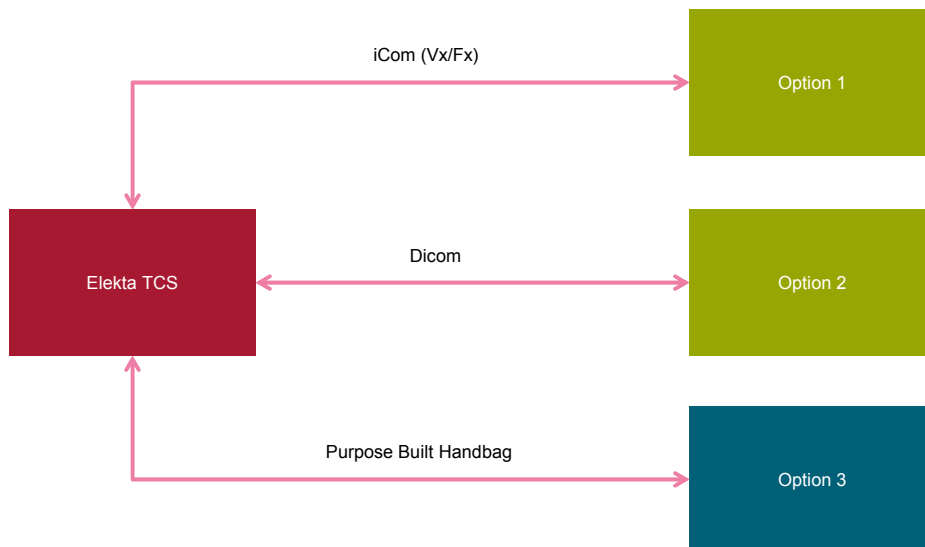 iCom (Vx/Fx)
Option 1
Elekta TCS
Dicom
Option 2
Purpose Built Handbag
Option 3